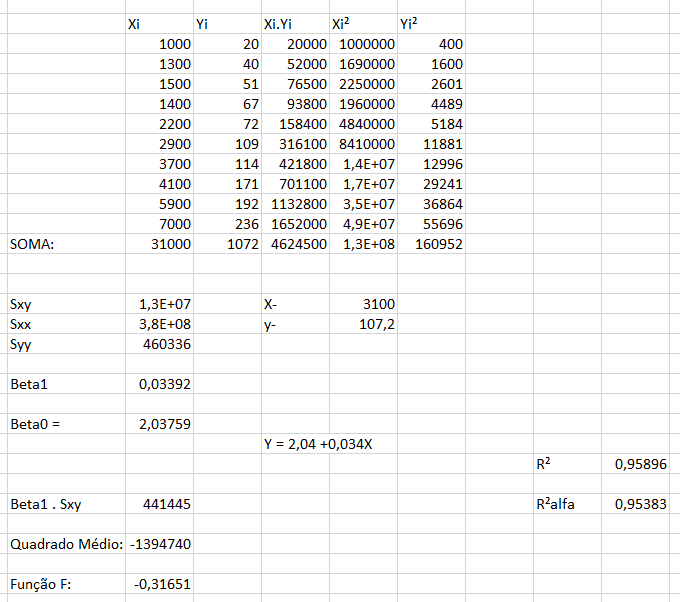 Xi Yi Xi.Yi Xi² Yi²
1000 20 20000 1000000 400
1300 40 52000 1690000 1600
1500 51 76500 2250000 2601
1400 67 93800 1960000 4489
2200 72 158400 4840000 5184
2900 109 316100 8410000 11881
3700 114 421800 1,4E+07 12996
4100 171 701100 1,7E+07 29241
5900 192 1132800 3,5E+07 36864
7000 236 1652000 4,9E+07 55696
SOMA: 31000 1072 4624500 1,3E+08 160952
Sxy 1,3E+07 X- 3100
Sxx 3,8E+08 y- 107,2
Syy 460336
Beta1 0,03392
Beta0 = 2,03759
Y = 2,04 +0,034X
R² 0,95896
Beta1 . Sxy 441445 R²alfa 0,95383
Quadrado Médio: -1394740
Função F: -0,31651